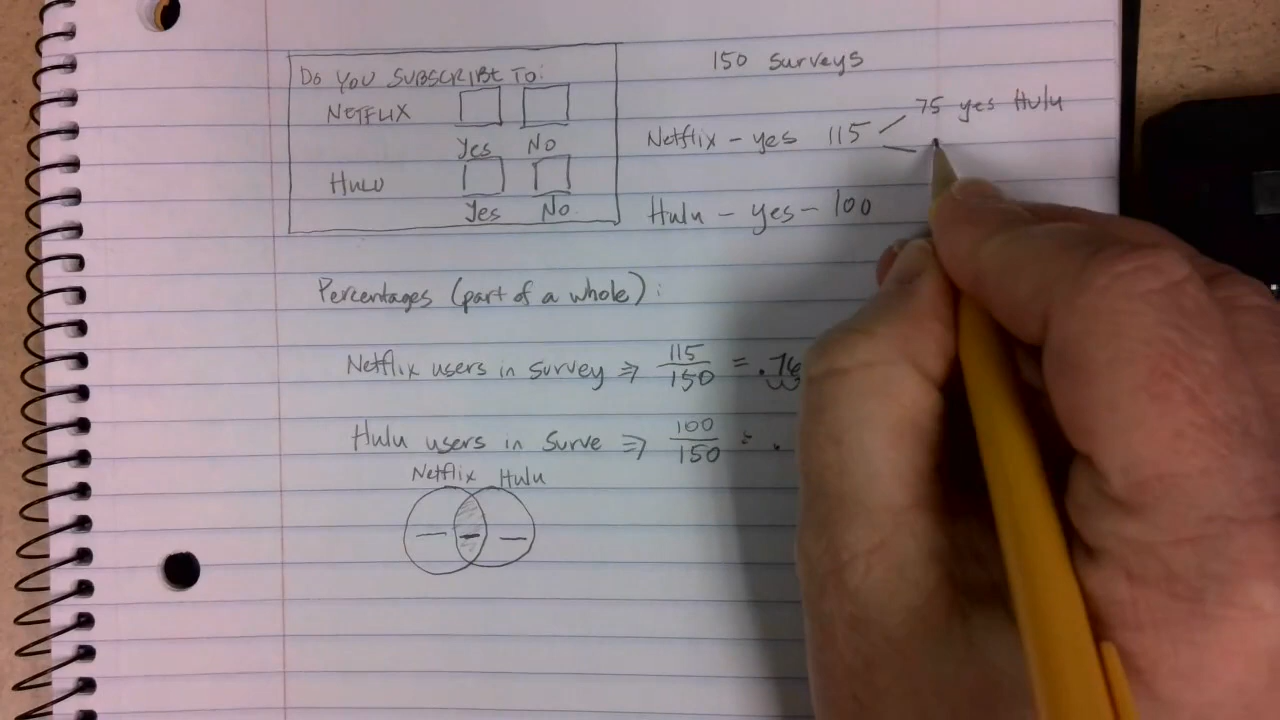 Do You SUBSCRIBE TO:
NETFLIX
Yes No
HULU
Yes No
150 surveys
75 yes Hulu
Netflix - yes 115
Hulu - yes - 100
Percentages (part of a whole):
Netflix users in survey ⇒ 115/150 = .76
Hulu users in Surve ⇒ 100/150 = .
Netflix Hulu